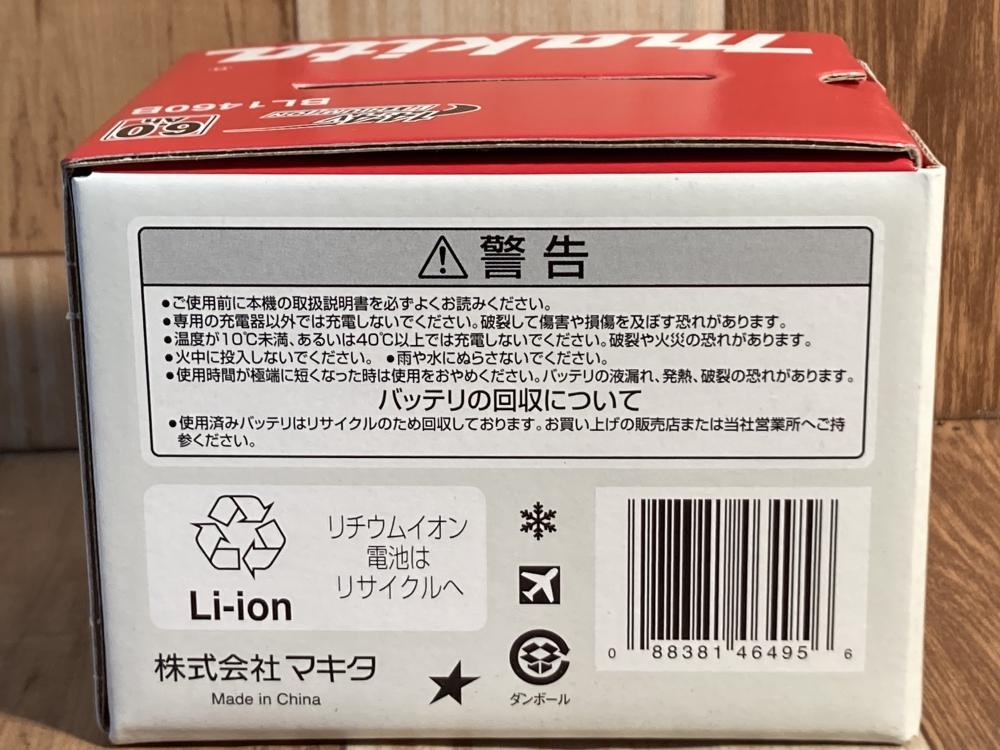 makita
BL1460B
6.0
Ah
14.4V
警告
●ご使用前に本機の取扱説明書を必ずよくお読みください。
●専用の充電器以外では充電しないでください。破裂して傷害や損傷を及ぼす恐れがあります。
●温度が10℃未満、あるいは40℃以上では充電しないでください。破裂や火災の恐れがあります。
●火中に投入しないでください。 ●雨や水にぬらさないでください。
●使用時間が極端に短くなった時は使用をおやめください。バッテリの液漏れ、発熱、破裂の恐れがあります。
バッテリの回収について
●使用済みバッテリはリサイクルのため回収しております。お買い上げの販売店または当社営業所へご持
参ください。
リチウムイオン
電池は
リサイクルへ
Li-ion
株式会社 マキタ
Made in China
ダンボール
0 88381 46495 6